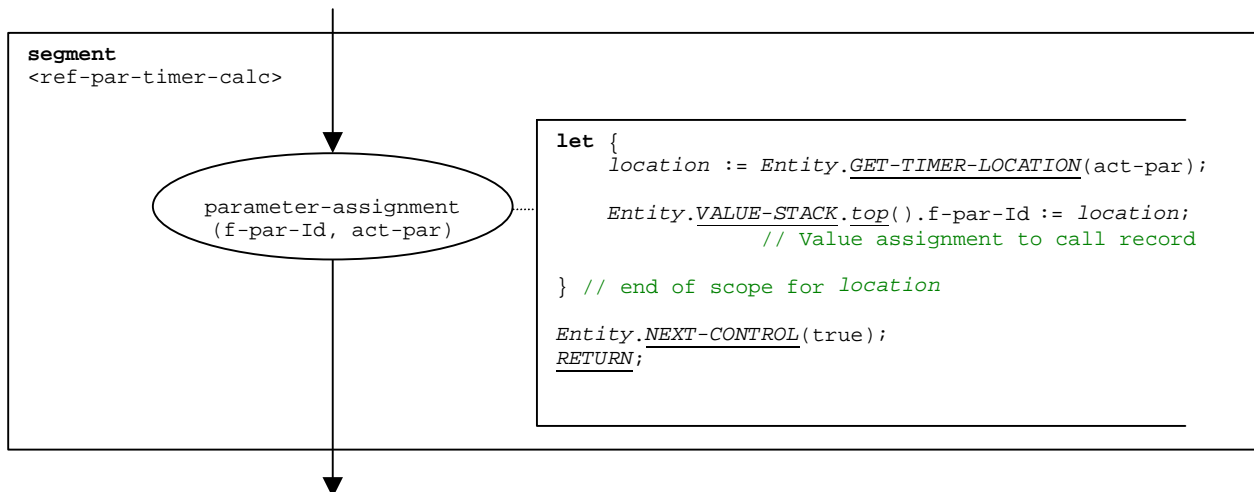 segment
<ref-par-timer-calc>
parameter-assignment
(f-par-Id, act-par)
let {
location := Entity.GET-TIMER-LOCATION(act-par);
Entity.VALUE-STACK.top().f-par-Id := location;
// Value assignment to call record
} // end of scope for location
Entity.NEXT-CONTROL(true);
RETURN;